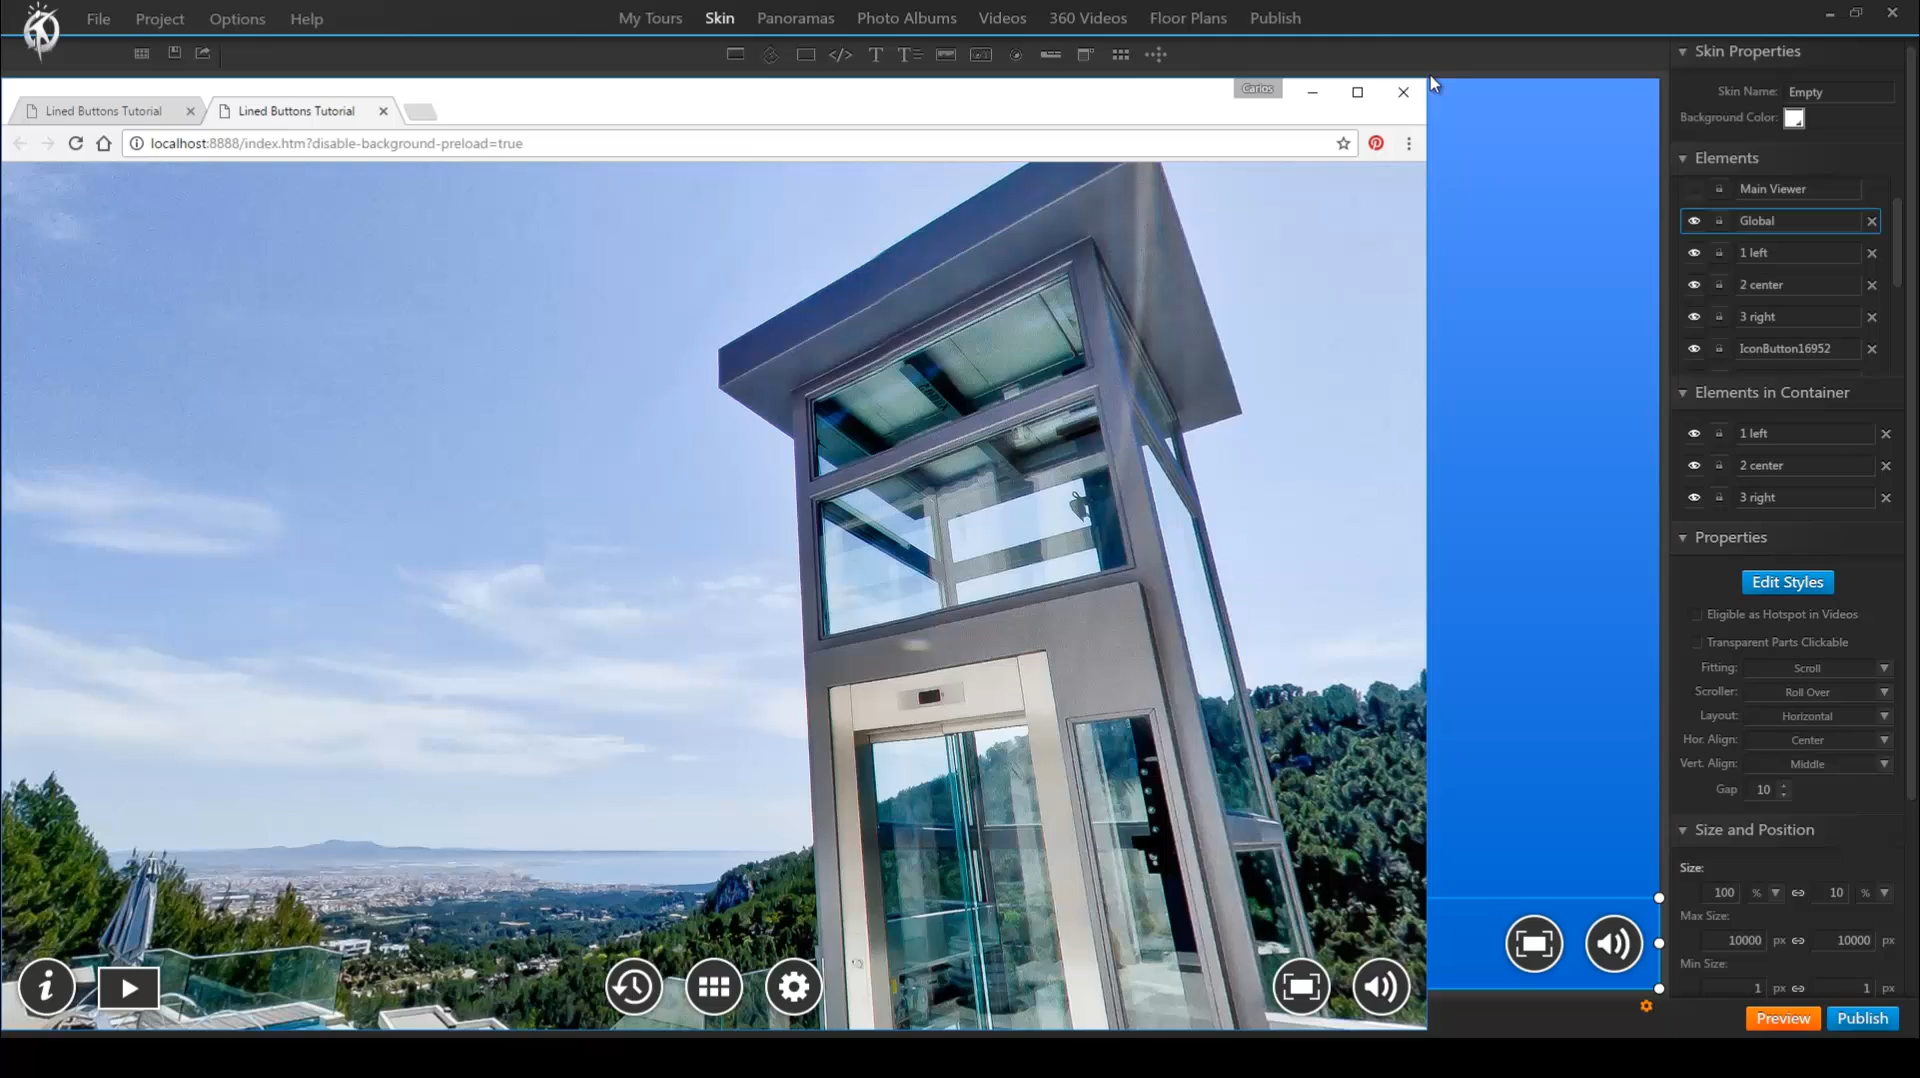 File Project Options Help
My Tours Skin Panoramas Photo Albums Videos 360 Videos Floor Plans Publish
Skin Properties
Skin Name: Empty
Background Color:
Carlos
Lined Buttons Tutorial
Lined Buttons Tutorial
localhost:8888/index.htm?disable-background-preload=true
Elements
Main Viewer
Global
1 left
2 center
3 right
IconButton16952
Elements in Container
1 left
2 center
3 right
Properties
Edit Styles
Eligible as Hotspot in Videos
Transparent Parts Clickable
Fitting: Scroll
Scroller: Roll Over
Layout: Horizontal
Hor. Align: Center
Vert. Align: Middle
Gap 10
Size and Position
Size:
100 % 10 %
Max Size:
10000 px 10000 px
Min Size:
1 px 1 px
Preview Publish